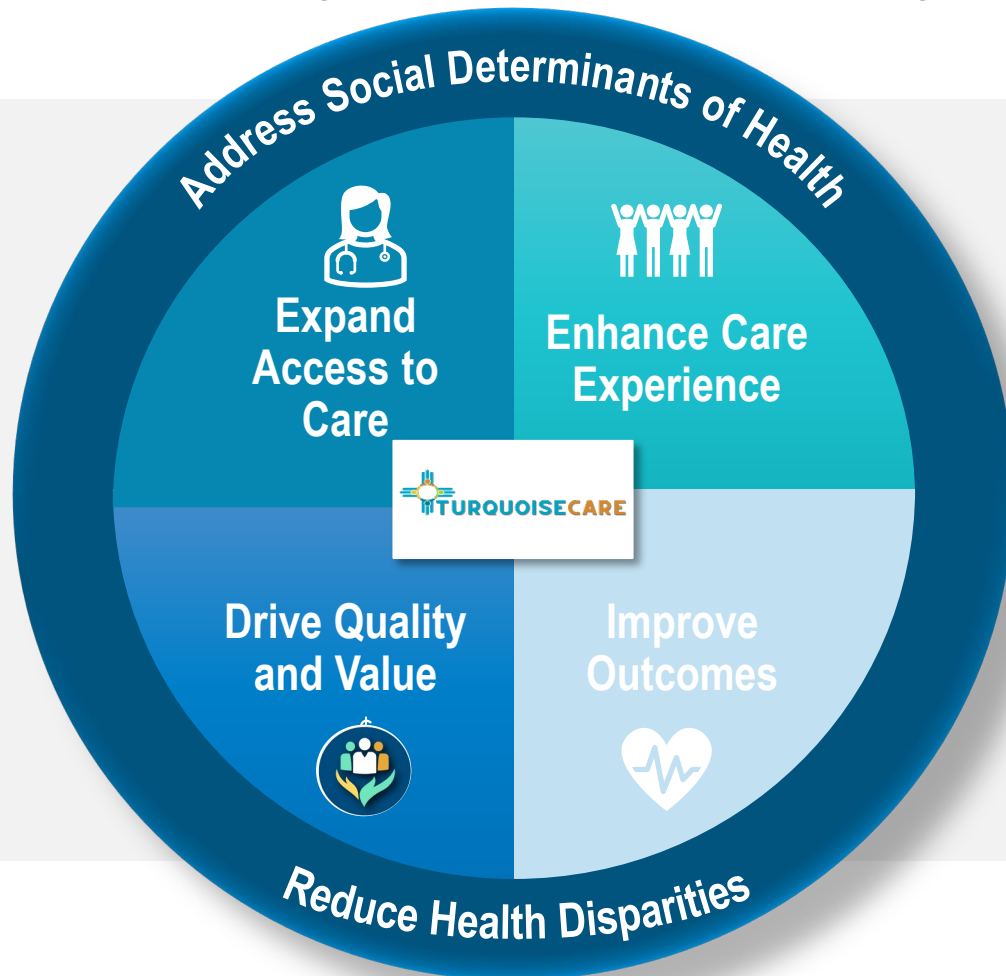 Address Social Determinants of Health
Expand
Access to
Care
Enhance Care
Experience
TURQUOISECARE
Drive Quality
and Value
Improve
Outcomes
Reduce Health Disparities